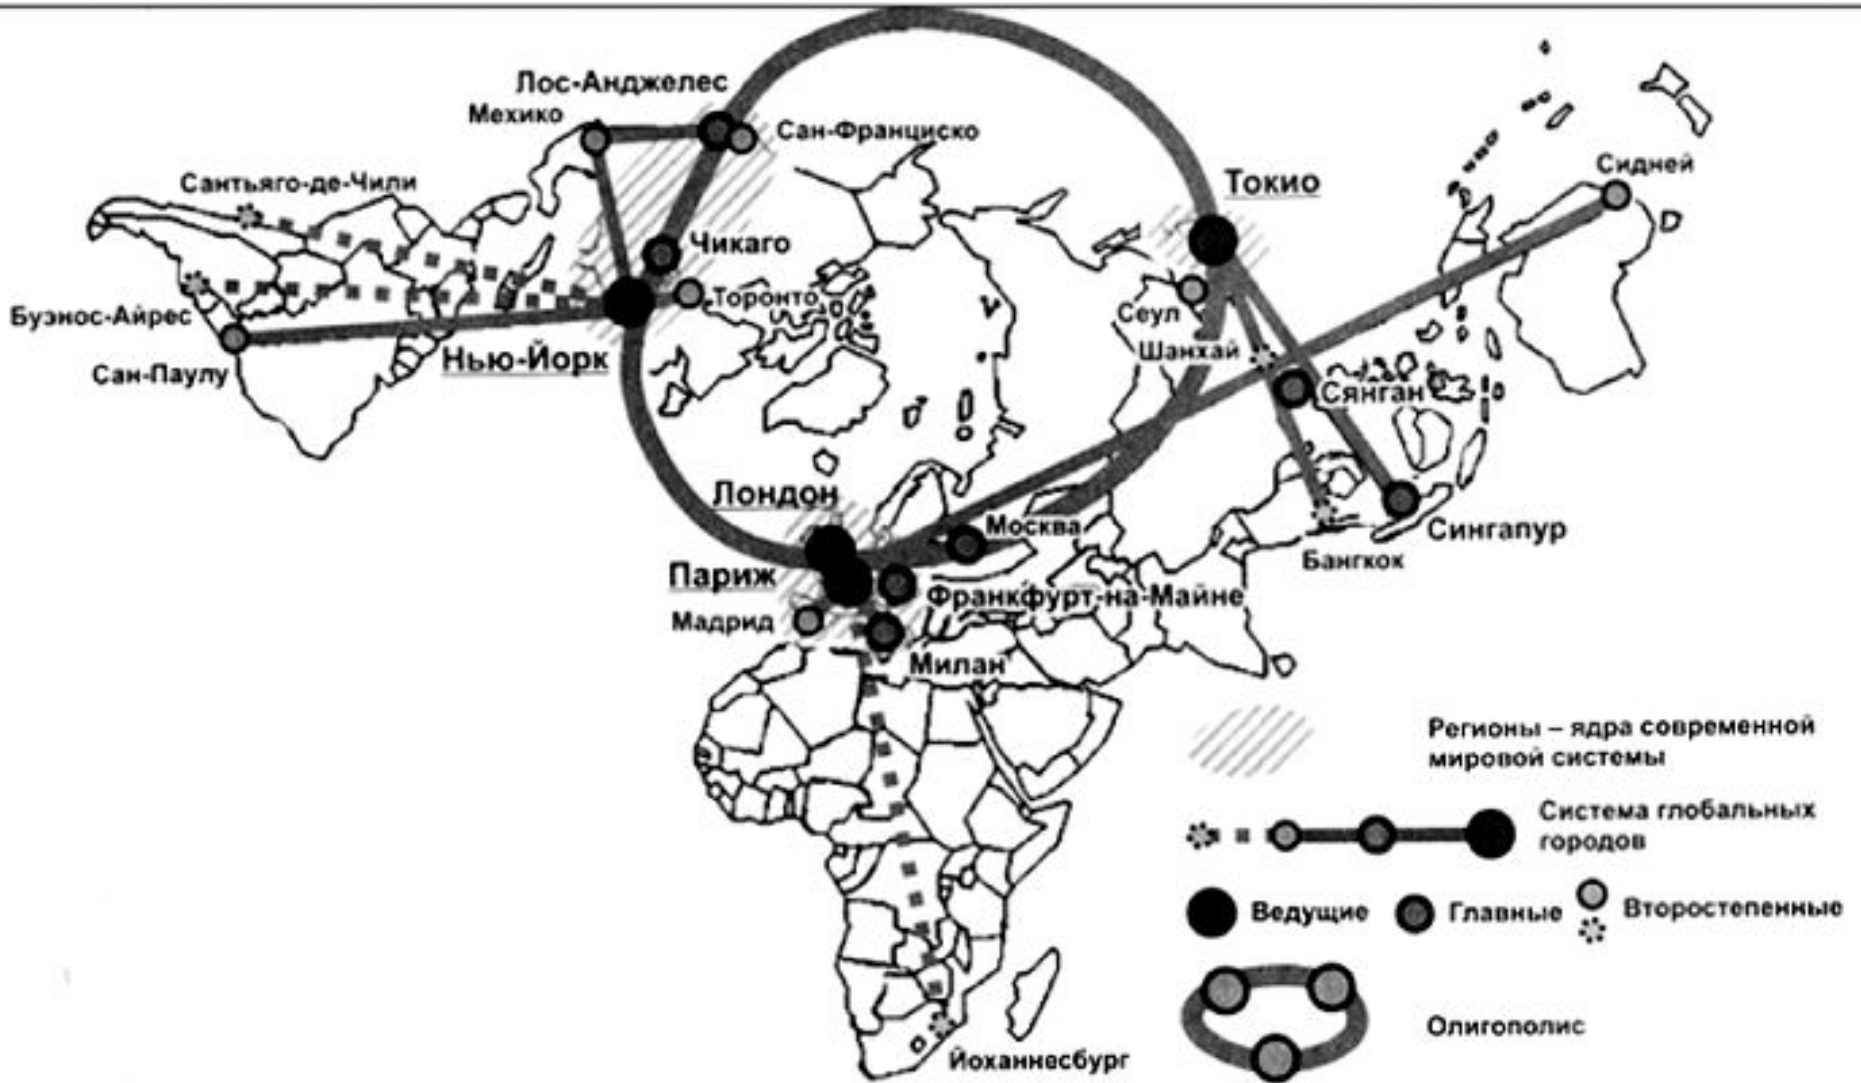 Лос-Анджелес
Мехико
Сан-Франциско
Сантьяго-де-Чили
Токио
Сидней
Чикаго
Торонто
Буэнос-Айрес
Сан-Паулу
Нью-Йорк
Сеул
Шанхай
Сянган
Лондон
Москва
Сингапур
Бангкок
Париж
Франкфурт-на-Майне
Мадрид
Милан
Йоханнесбург
Регионы – ядра современной
мировой системы
Система глобальных
городов
Ведущие
Главные
Второстепенные
Олигополис